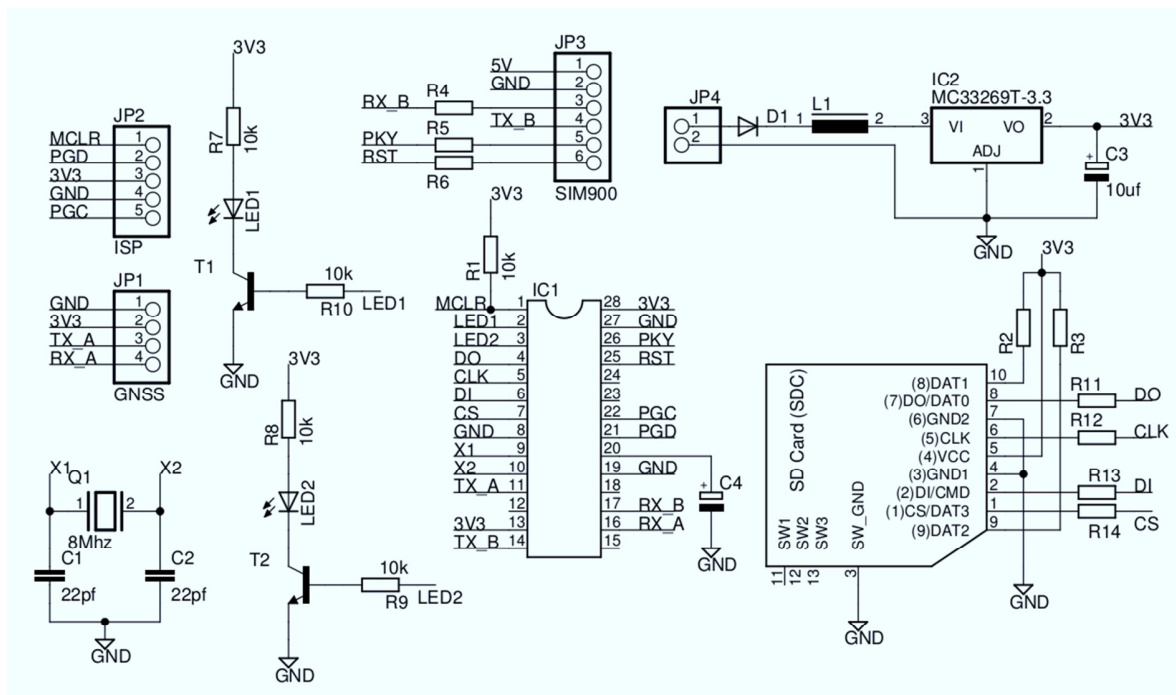 3V3
R7
10k
LED1
T1
10k
R10
LED1
GND
JP2
MCLR 1
PGD 2
3V3 3
GND 4
PGC 5
ISP
JP1
GND 1
3V3 2
TX_A 3
RX_A 4
GNSS
JP3
5V 1
GND 2
RX_B R4 3
TX_B 4
PKY R5 5
RST R6 6
SIM900
JP4
1
2
D1
1 L1 2
IC2
MC33269T-3.3
3 VI VO 2
ADJ
1
3V3
C3
+
10uf
GND
3V3
R1
10k
IC1
MCLR 1
LED1 2
LED2 3
DO 4
CLK 5
DI 6
CS 7
GND 8
X1 9
X2 10
TX_A 11
12
3V3 13
TX_B 14
28 3V3
27 GND
26 PKY
25 RST
24
23
22 PGC
21 PGD
20
19 GND
18
17 RX_B
16 RX_A
15
+
C4
GND
3V3
R8
10k
LED2
T2
10k
R9
LED2
GND
X1
X2
Q1
1 2
8Mhz
C1
22pf
C2
22pf
GND
3V3
R2
R3
SD Card (SDC)
(8)DAT1 10
(7)DO/DAT0 8 R11 DO
(6)GND2 7
(5)CLK 6 R12 CLK
(4)VCC 5
(3)GND1 4
(2)DI/CMD 2 R13 DI
(1)CS/DAT3 1 R14 CS
(9)DAT2 9
SW1
SW2
SW3
SW_GND
11
12
13
3
GND
GND